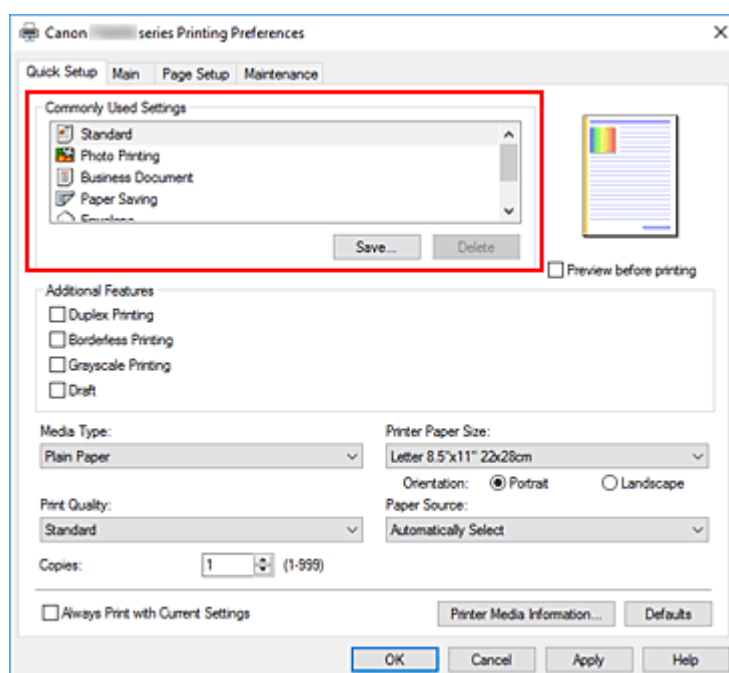 Canon series Printing Preferences
Quick Setup Main Page Setup Maintenance
Commonly Used Settings
Standard
Photo Printing
Business Document
Paper Saving
Envelope
Save... Delete
Preview before printing
Additional Features
Duplex Printing
Borderless Printing
Grayscale Printing
Draft
Media Type: Printer Paper Size:
Plain Paper Letter 8.5"x11" 22x28cm
Orientation: Portrait Landscape
Print Quality: Paper Source:
Standard Automatically Select
Copies: 1 (1-999)
Always Print with Current Settings Printer Media Information... Defaults
OK Cancel Apply Help